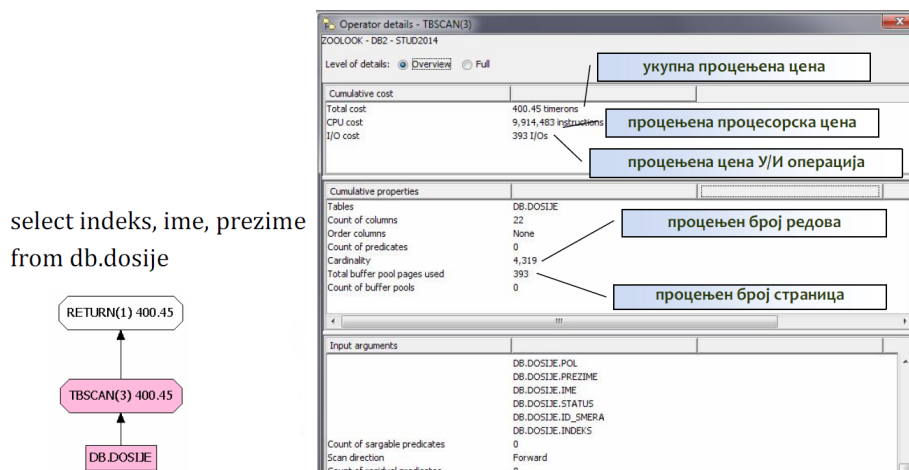 select indeks, ime, prezime
from db.dosije
RETURN(1) 400.45
TBSCAN(3) 400.45
DB.DOSIJE
Operator details - TBSCAN(3)
ZOOLOOK - DB2 - STUD2014
Level of details: Overview Full
укупна процењена цена
Cumulative cost
Total cost 400.45 timerons
CPU cost 9,914,483 instructions
I/O cost 393 I/Os
процењена процесорска цена
процењена цена У/И операција
Cumulative properties
Tables DB.DOSIJE
Count of columns 22
Order columns None
Count of predicates 0
Cardinality 4,319
Total buffer pool pages used 393
Count of buffer pools 0
процењен број редова
процењен број страница
Input arguments
DB.DOSIJE.POL
DB.DOSIJE.PREZIME
DB.DOSIJE.IME
DB.DOSIJE.STATUS
DB.DOSIJE.ID_SMERA
DB.DOSIJE.INDEKS
Count of sargable predicates 0
Scan direction Forward
Count of residual predicates 0